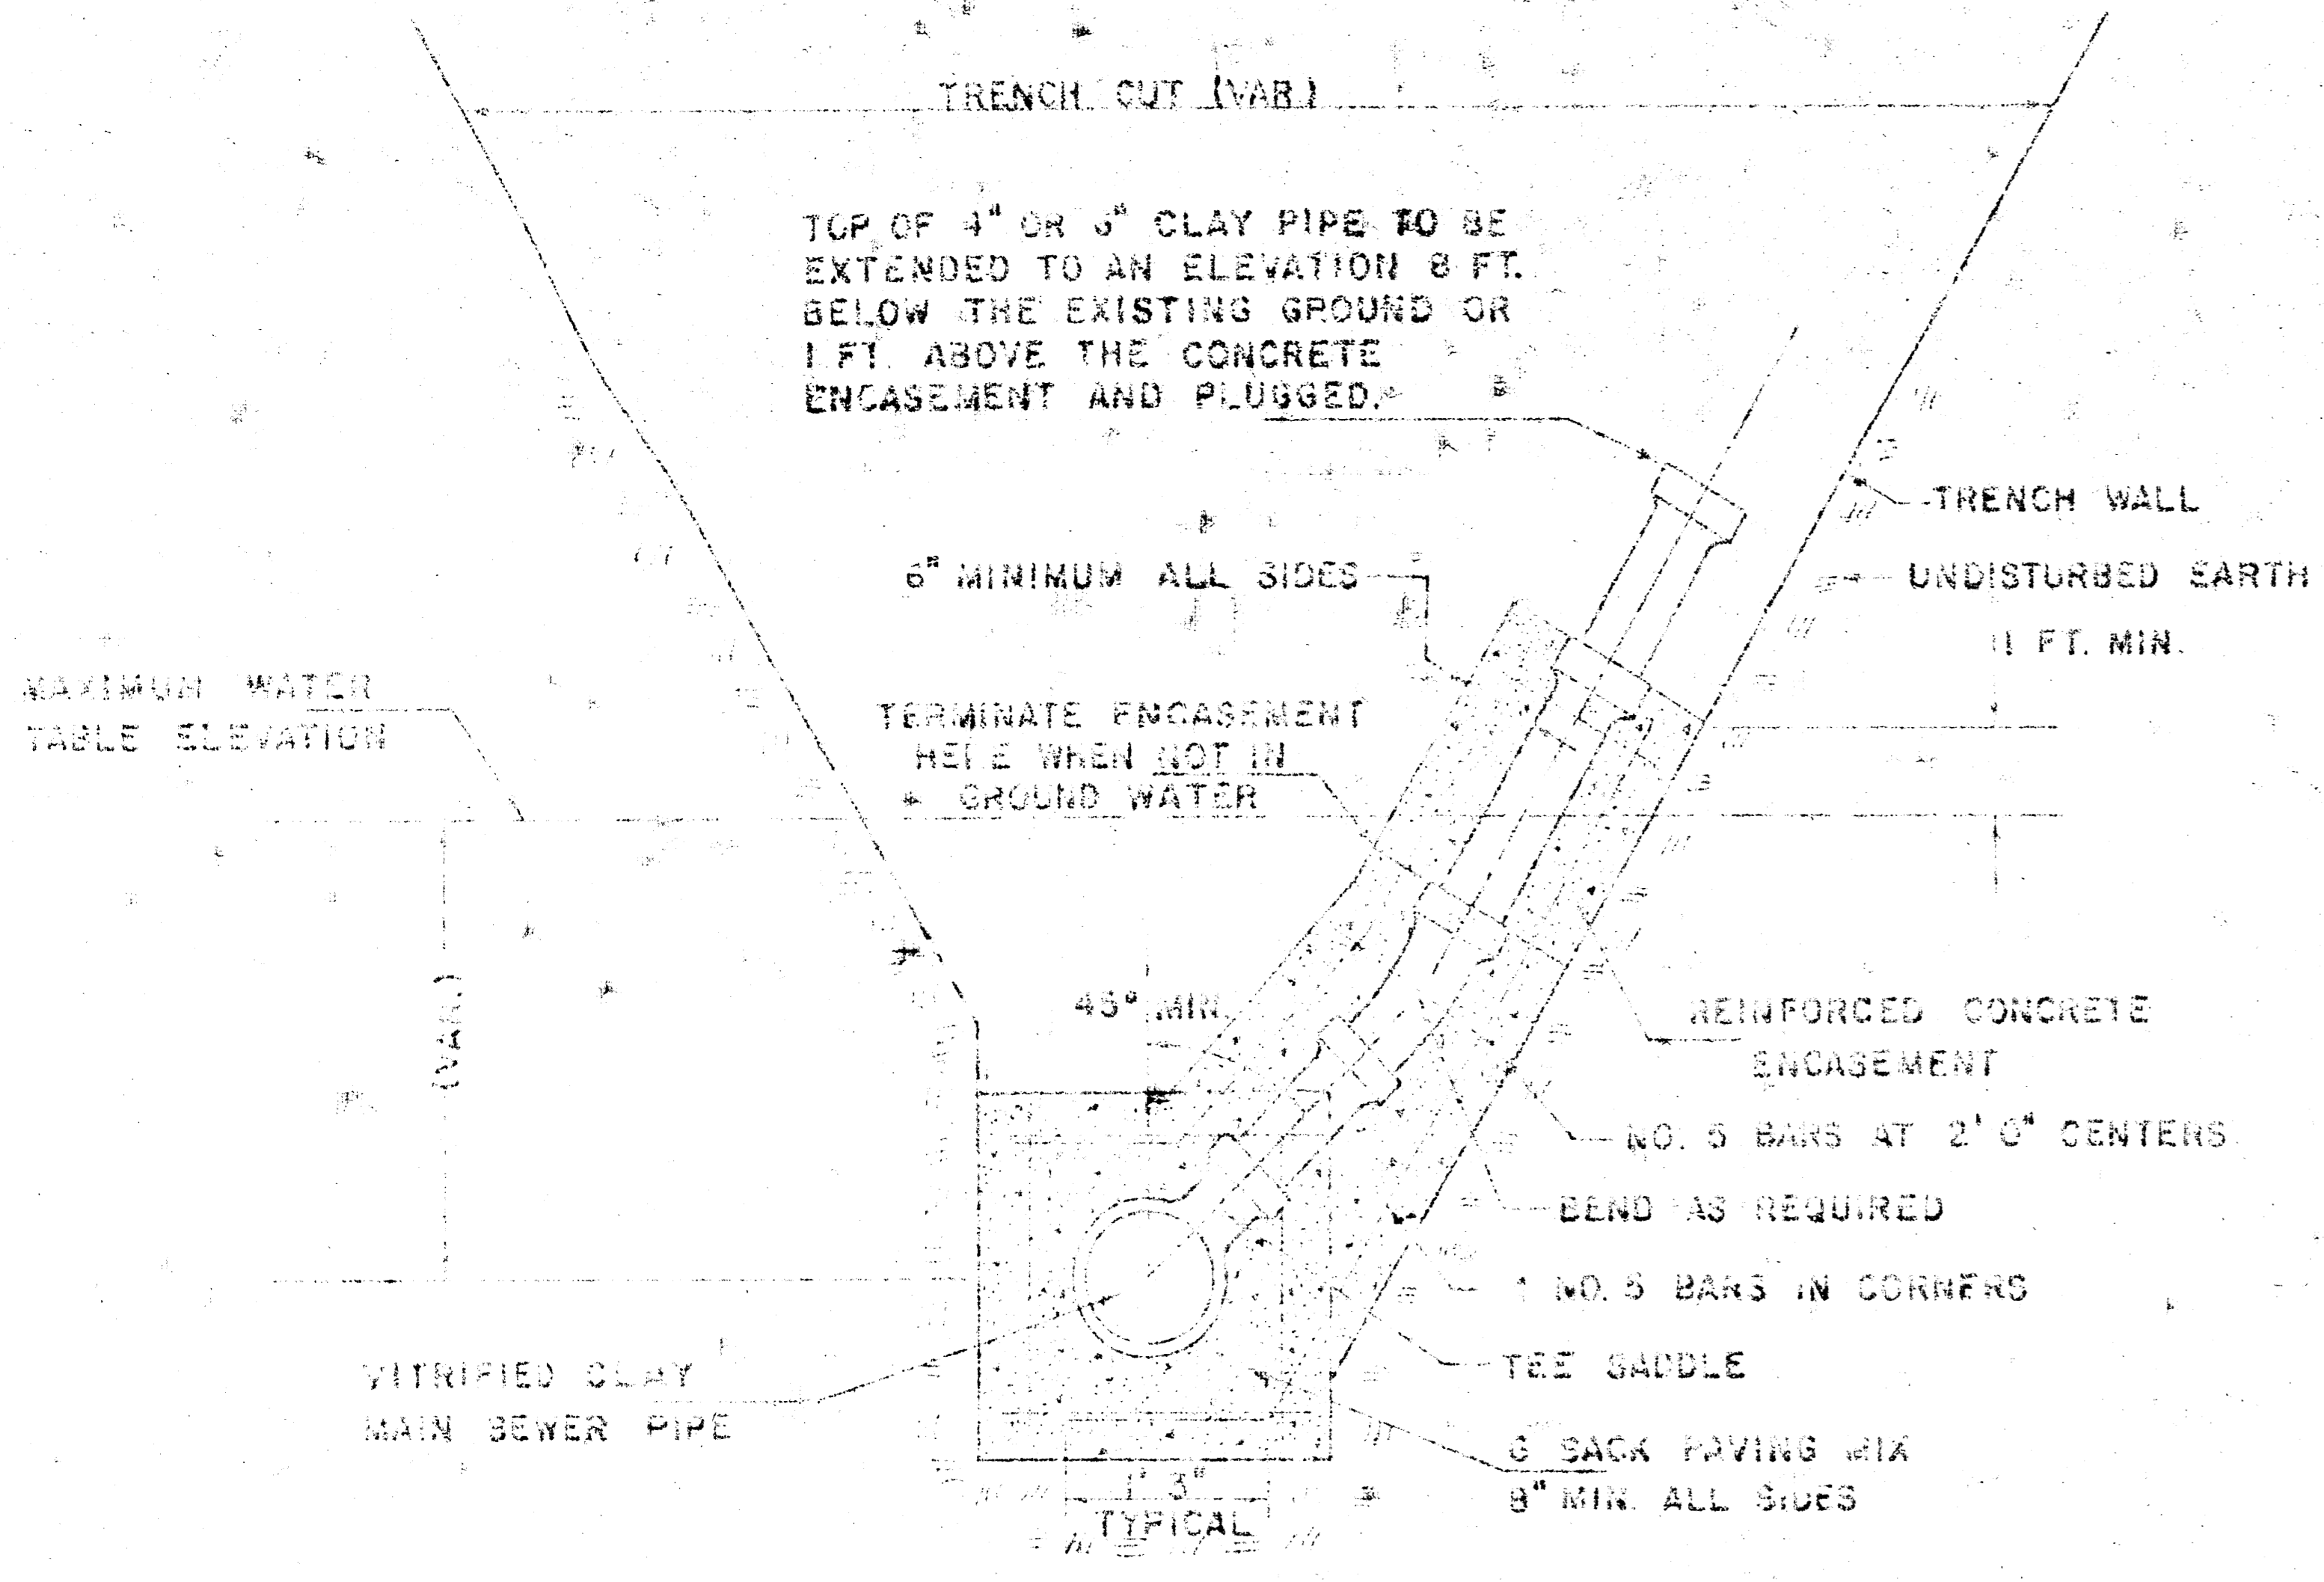 TRENCH CUT (VAR.)
TOP OF 4" OR 6" CLAY PIPE TO BE
EXTENDED TO AN ELEVATION 8 FT.
BELOW THE EXISTING GROUND OR
1 FT. ABOVE THE CONCRETE
ENCASEMENT AND PLUGGED.
TRENCH WALL
6" MINIMUM ALL SIDES
UNDISTURBED EARTH
1 FT. MIN.
MAXIMUM WATER
TABLE ELEVATION
TERMINATE ENCASEMENT
HERE WHEN NOT IN
GROUND WATER
(VAR.)
45° MIN.
REINFORCED CONCRETE
ENCASEMENT
NO. 5 BARS AT 2' 0" CENTERS
BEND AS REQUIRED
NO. 5 BARS IN CORNERS
TEE SADDLE
VITRIFIED CLAY
MAIN SEWER PIPE
6 SACK PAVING MIX
8" MIN. ALL SIDES
1' 3"
TYPICAL